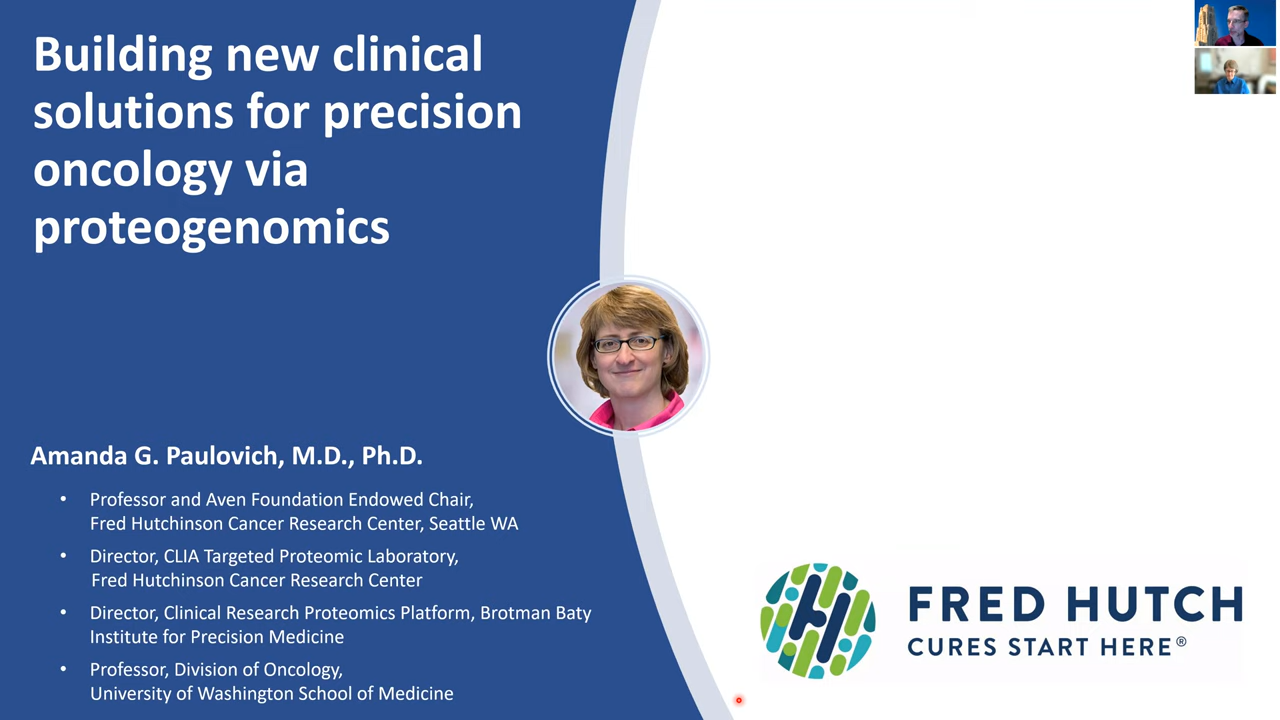 Building new clinical
solutions for precision
oncology via
proteogenomics
Amanda G. Paulovich, M.D., Ph.D.
• Professor and Aven Foundation Endowed Chair,
Fred Hutchinson Cancer Research Center, Seattle WA
• Director, CLIA Targeted Proteomic Laboratory,
Fred Hutchinson Cancer Research Center
• Director, Clinical Research Proteomics Platform, Brotman Baty
Institute for Precision Medicine
• Professor, Division of Oncology,
University of Washington School of Medicine
FRED HUTCH
CURES START HERE®